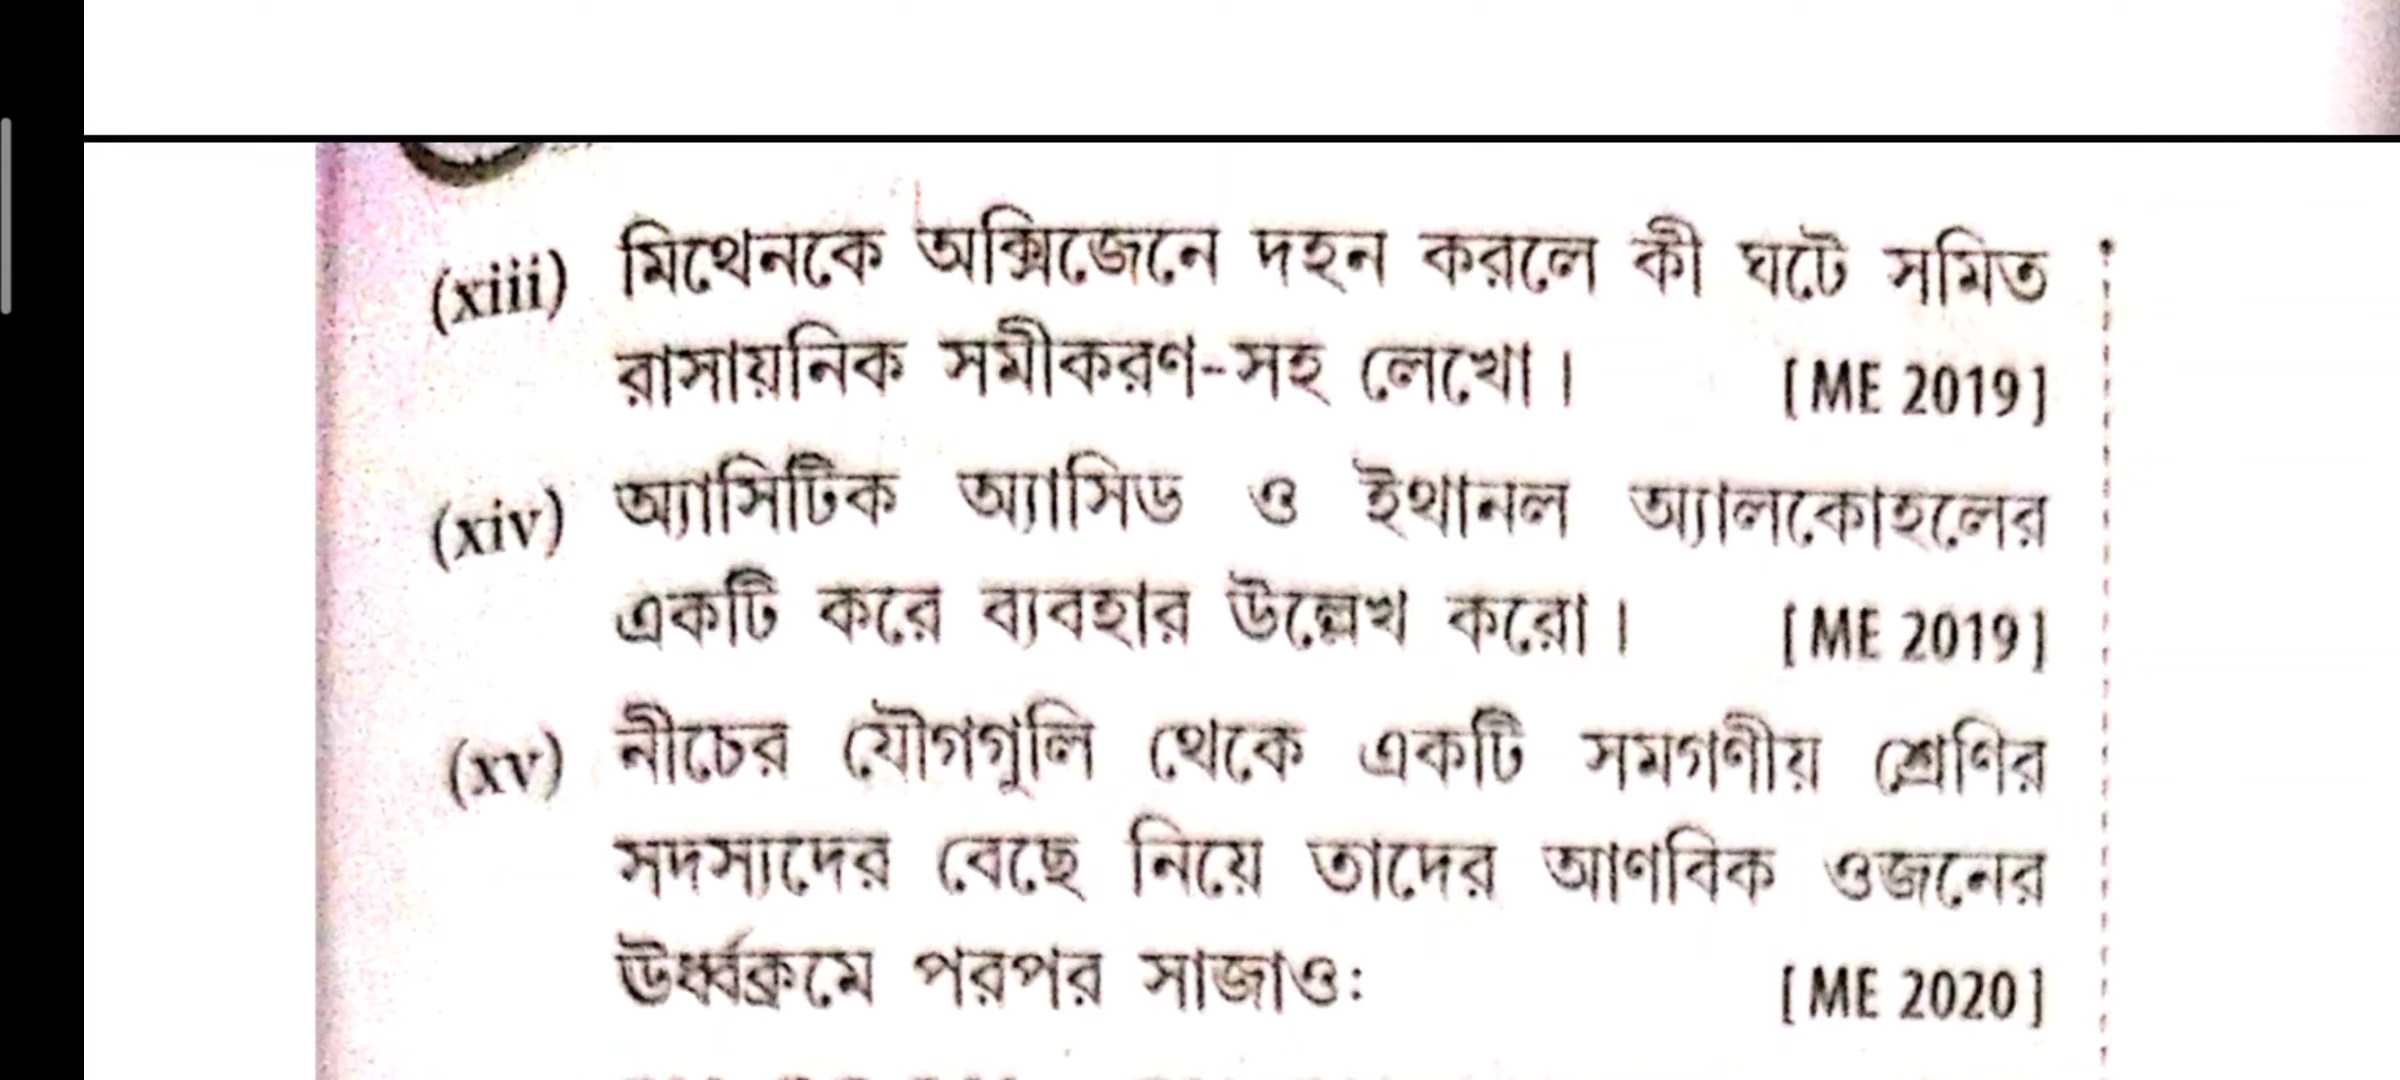 (xiii) মিথেনকে অক্সিজেনে দহন করলে কী ঘটে সমিত
রাসায়নিক সমীকরণ-সহ লেখো। [ME 2019]
(xiv) অ্যাসিটিক অ্যাসিড ও ইথানল অ্যালকোহলের
একটি করে ব্যবহার উল্লেখ করো। [ME 2019]
(xv) নীচের যৌগগুলি থেকে একটি সমগণীয় শ্রেণির
সদস্যদের বেছে নিয়ে তাদের আণবিক ওজনের
ঊর্ধ্বক্রমে পরপর সাজাও: [ME 2020]